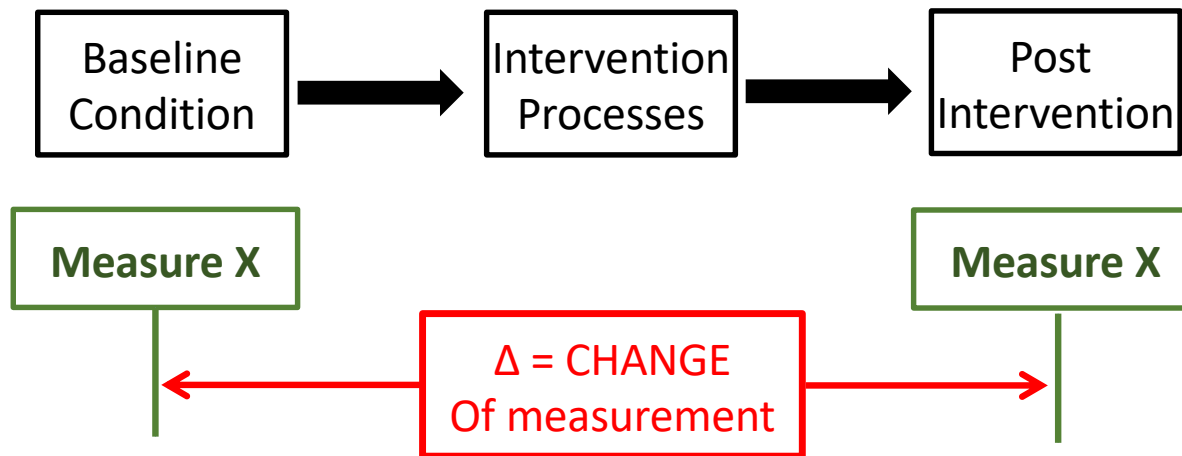 Baseline
Condition
Intervention
Processes
Post
Intervention
Measure X
Measure X
Δ = CHANGE
Of measurement